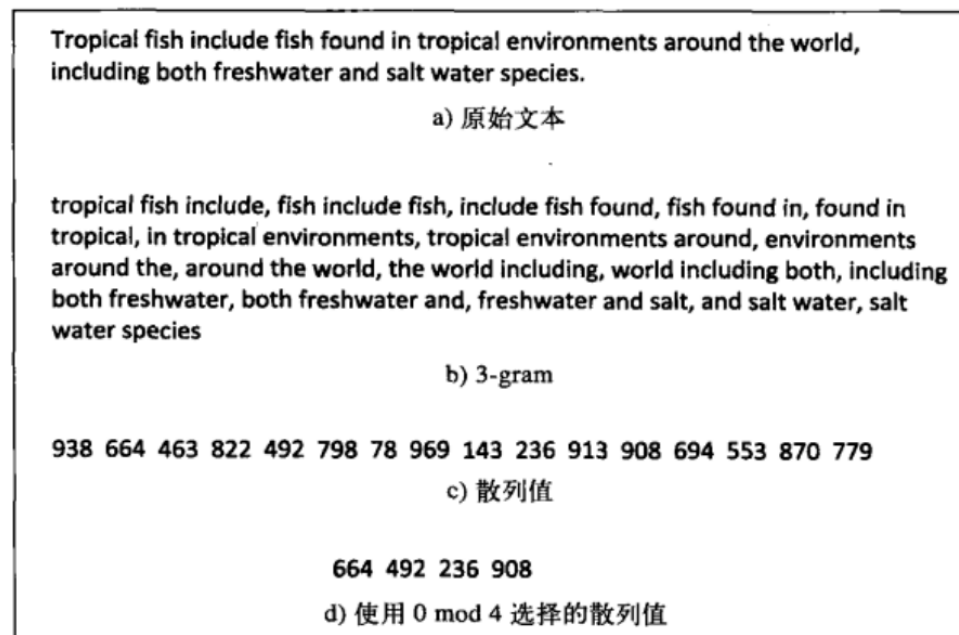 Tropical fish include fish found in tropical environments around the world,
including both freshwater and salt water species.
a) 原始文本
tropical fish include, fish include fish, include fish found, fish found in, found in
tropical, in tropical environments, tropical environments around, environments
around the, around the world, the world including, world including both, including
both freshwater, both freshwater and, freshwater and salt, and salt water, salt
water species
b) 3-gram
938 664 463 822 492 798 78 969 143 236 913 908 694 553 870 779
c) 散列值
664 492 236 908
d) 使用 0 mod 4 选择的散列值